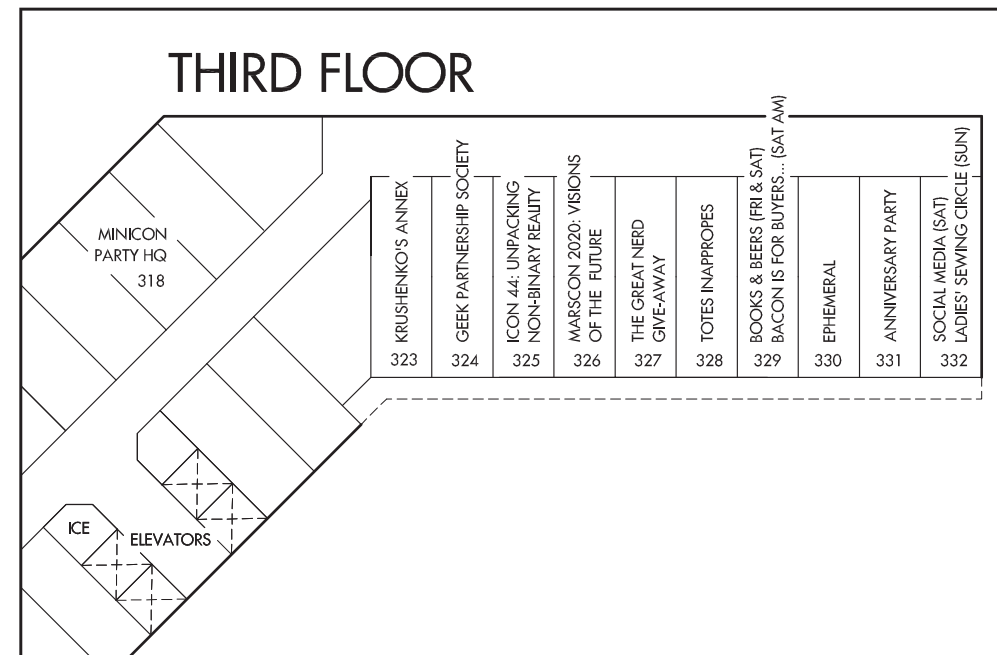 THIRD FLOOR
MINICON
PARTY HQ
318
KRUSHENKO'S ANNEX
323
GEEK PARTNERSHIP SOCIETY
324
ICON 44: UNPACKING
NON-BINARY REALITY
325
MARSCON 2020: VISIONS
OF THE FUTURE
326
THE GREAT NERD
GIVE-AWAY
327
TOTES INAPPROPES
328
BOOKS & BEERS (FRI & SAT)
BACON IS FOR BUYERS... (SAT AM)
329
EPHEMERAL
330
ANNIVERSARY PARTY
331
SOCIAL MEDIA (SAT)
LADIES' SEWING CIRCLE (SUN)
332
ICE
ELEVATORS